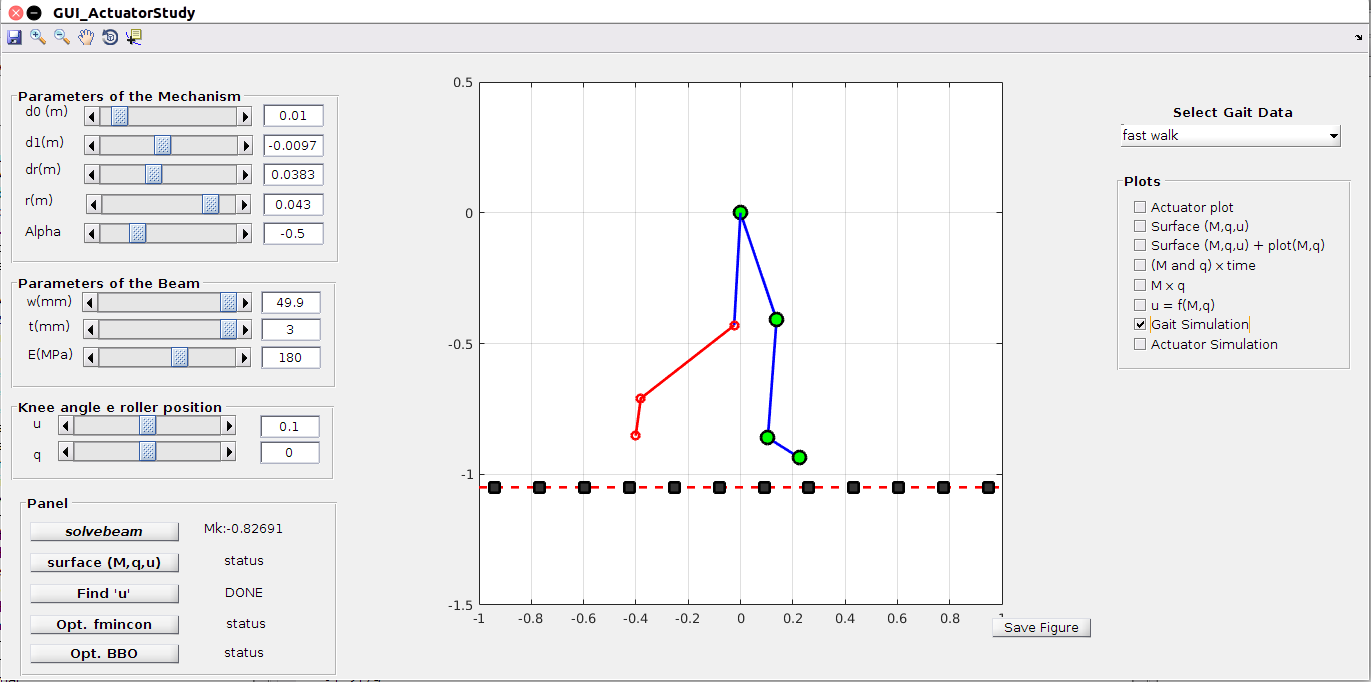 GUI_ActuatorStudy
Parameters of the Mechanism
d0 (m) 0.01
d1(m) -0.0097
dr(m) 0.0383
r(m) 0.043
Alpha -0.5
Parameters of the Beam
w(mm) 49.9
t(mm) 3
E(MPa) 180
Knee angle e roller position
u 0.1
q 0
Panel
solvebeam Mk:-0.82691
surface (M,q,u) status
Find 'u' DONE
Opt. fmincon status
Opt. BBO status
0.5
0
-0.5
-1
-1.5
-1 -0.8 -0.6 -0.4 -0.2 0 0.2 0.4 0.6 0.8 1
Save Figure
Select Gait Data
fast walk
Plots
Actuator plot
Surface (M,q,u)
Surface (M,q,u) + plot(M,q)
(M and q) x time
M x q
u = f(M,q)
Gait Simulation
Actuator Simulation